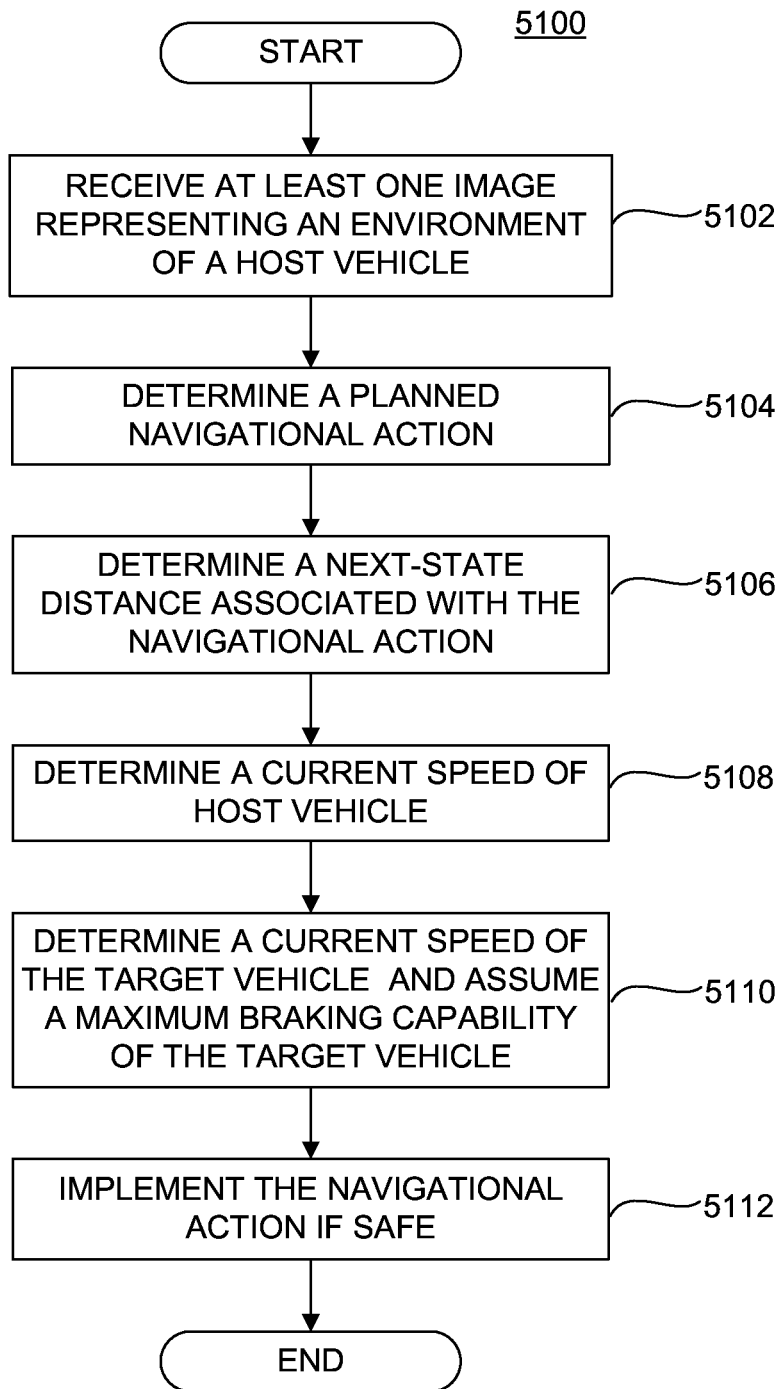 5100
START
RECEIVE AT LEAST ONE IMAGE
REPRESENTING AN ENVIRONMENT
OF A HOST VEHICLE
5102
DETERMINE A PLANNED
NAVIGATIONAL ACTION
5104
DETERMINE A NEXT-STATE
DISTANCE ASSOCIATED WITH THE
NAVIGATIONAL ACTION
5106
DETERMINE A CURRENT SPEED OF
HOST VEHICLE
5108
DETERMINE A CURRENT SPEED OF
THE TARGET VEHICLE AND ASSUME
A MAXIMUM BRAKING CAPABILITY
OF THE TARGET VEHICLE
5110
IMPLEMENT THE NAVIGATIONAL
ACTION IF SAFE
5112
END